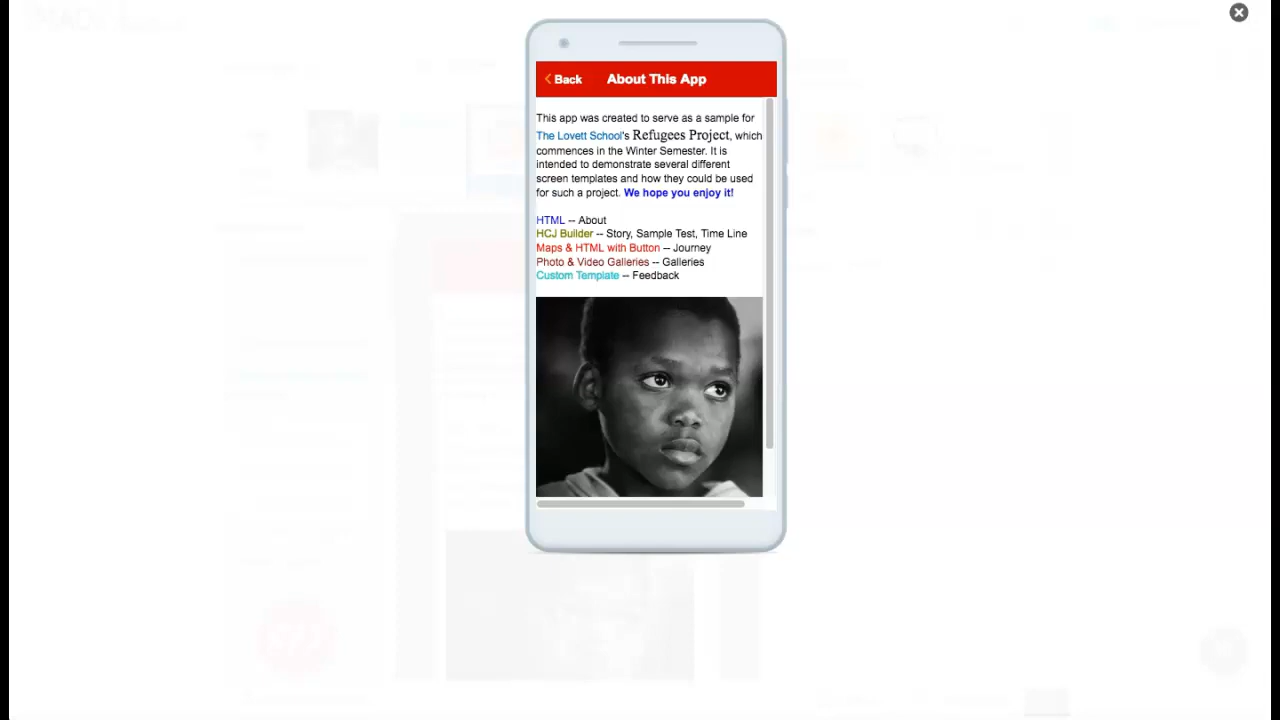 Back About This App
This app was created to serve as a sample for
The Lovett School's Refugees Project, which
commences in the Winter Semester. It is
intended to demonstrate several different
screen templates and how they could be used
for such a project. We hope you enjoy it!
HTML -- About
HCJ Builder -- Story, Sample Test, Time Line
Maps & HTML with Button -- Journey
Photo & Video Galleries -- Galleries
Custom Template -- Feedback